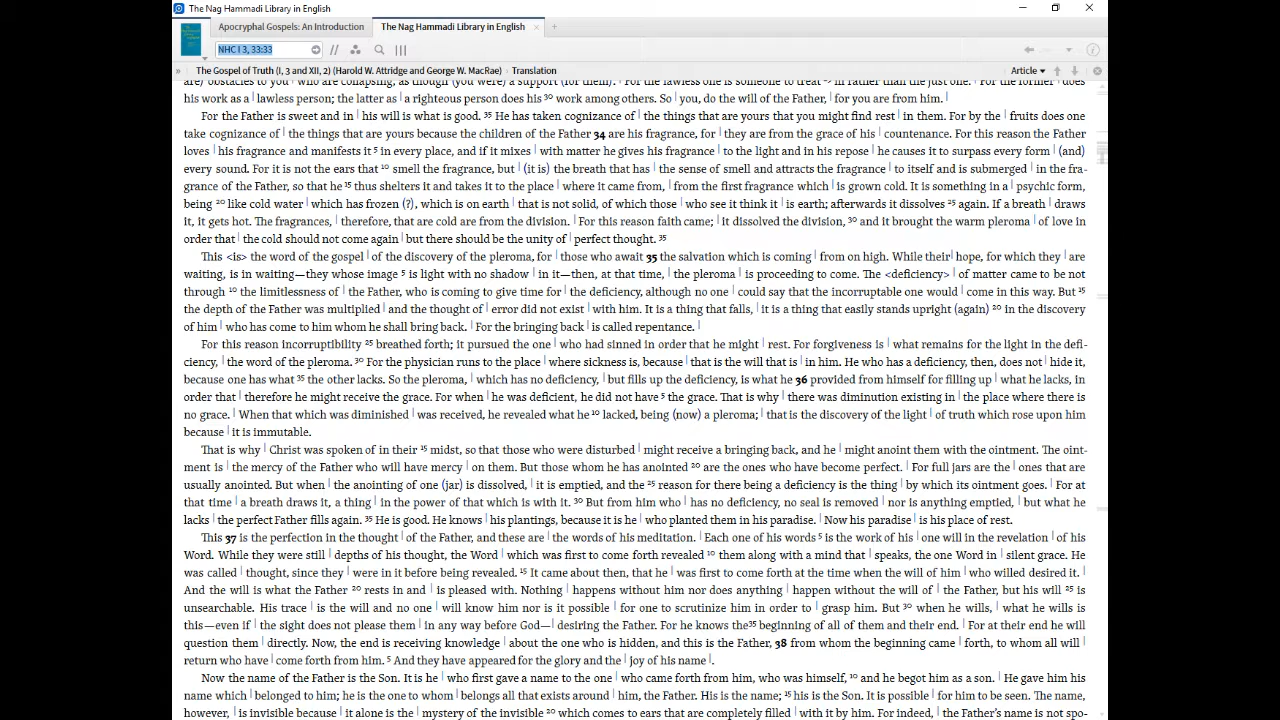 The Nag Hammadi Library in English
Apocryphal Gospels: An Introduction
The Nag Hammadi Library in English
NHC I 3, 33:33
The Gospel of Truth (I, 3 and XII, 2) (Harold W. Attridge and George W. MacRae) | Translation
Article
are) obstacles to you | who are collapsing, as though (you were) a support (for them). | For the lawless one is someone to treat | ill rather than the just one. | For the former | does
his work as a | lawless person; the latter as | a righteous person does his 30 work among others. So | you, do the will of the Father, | for you are from him. |
For the Father is sweet and in | his will is what is good. 35 He has taken cognizance of | the things that are yours that you might find rest | in them. For by the | fruits does one
take cognizance of | the things that are yours because the children of the Father 34 are his fragrance, for | they are from the grace of his | countenance. For this reason the Father
loves | his fragrance and manifests it 5 in every place, and if it mixes | with matter he gives his fragrance | to the light and in his repose | he causes it to surpass every form | (and)
every sound. For it is not the ears that 10 smell the fragrance, but | (it is) the breath that has | the sense of smell and attracts the fragrance | to itself and is submerged | in the fra-
grance of the Father, so that he 15 thus shelters it and takes it to the place | where it came from, | from the first fragrance which | is grown cold. It is something in a | psychic form,
being 20 like cold water | which has frozen (?), which is on earth | that is not solid, of which those | who see it think it | is earth; afterwards it dissolves 25 again. If a breath | draws
it, it gets hot. The fragrances, | therefore, that are cold are from the division. | For this reason faith came; | it dissolved the division, 30 and it brought the warm pleroma | of love in
order that | the cold should not come again | but there should be the unity of | perfect thought. 35
This <is> the word of the gospel | of the discovery of the pleroma, for | those who await 35 the salvation which is coming | from on high. While their | hope, for which they | are
waiting, is in waiting—they whose image 5 is light with no shadow | in it—then, at that time, | the pleroma | is proceeding to come. The <deficiency> | of matter came to be not
through 10 the limitlessness of | the Father, who is coming to give time for | the deficiency, although no one | could say that the incorruptable one would | come in this way. But 15
the depth of the Father was multiplied | and the thought of | error did not exist | with him. It is a thing that falls, | it is a thing that easily stands upright (again) 20 in the discovery
of him | who has come to him whom he shall bring back. | For the bringing back | is called repentance. |
For this reason incorruptibility 25 breathed forth; it pursued the one | who had sinned in order that he might | rest. For forgiveness is | what remains for the light in the defi-
ciency, | the word of the pleroma. 30 For the physician runs to the place | where sickness is, because | that is the will that is | in him. He who has a deficiency, then, does not | hide it,
because one has what 35 the other lacks. So the pleroma, | which has no deficiency, | but fills up the deficiency, is what he 36 provided from himself for filling up | what he lacks, in
order that | therefore he might receive the grace. For when | he was deficient, he did not have 5 the grace. That is why | there was diminution existing in | the place where there is
no grace. | When that which was diminished | was received, he revealed what he 10 lacked, being (now) a pleroma; | that is the discovery of the light | of truth which rose upon him
because | it is immutable.
That is why | Christ was spoken of in their 15 midst, so that those who were disturbed | might receive a bringing back, and he | might anoint them with the ointment. The oint-
ment is | the mercy of the Father who will have mercy | on them. But those whom he has anointed 20 are the ones who have become perfect. | For full jars are the | ones that are
usually anointed. But when | the anointing of one (jar) is dissolved, | it is emptied, and the 25 reason for there being a deficiency is the thing | by which its ointment goes. | For at
that time | a breath draws it, a thing | in the power of that which is with it. 30 But from him who | has no deficiency, no seal is removed | nor is anything emptied, | but what he
lacks | the perfect Father fills again. 35 He is good. He knows | his plantings, because it is he | who planted them in his paradise. | Now his paradise | is his place of rest.
This 37 is the perfection in the thought | of the Father, and these are | the words of his meditation. | Each one of his words 5 is the work of his | one will in the revelation | of his
Word. While they were still | depths of his thought, the Word | which was first to come forth revealed 10 them along with a mind that | speaks, the one Word in | silent grace. He
was called | thought, since they | were in it before being revealed. 15 It came about then, that he | was first to come forth at the time when the will of him | who willed desired it. |
And the will is what the Father 20 rests in and | is pleased with. Nothing | happens without him nor does anything | happen without the will of | the Father, but his will 25 is
unsearchable. His trace | is the will and no one | will know him nor is it possible | for one to scrutinize him in order to | grasp him. But 30 when he wills, | what he wills is
this—even if | the sight does not please them | in any way before God— | desiring the Father. For he knows the 35 beginning of all of them and their end. | For at their end he will
question them | directly. Now, the end is receiving knowledge | about the one who is hidden, and this is the Father, 38 from whom the beginning came | forth, to whom all will |
return who have | come forth from him. 5 And they have appeared for the glory and the | joy of his name |.
Now the name of the Father is the Son. It is he | who first gave a name to the one | who came forth from him, who was himself, 10 and he begot him as a son. | He gave him his
name which | belonged to him; he is the one to whom | belongs all that exists around | him, the Father. His is the name; 15 his is the Son. It is possible | for him to be seen. The name,
however, | is invisible because | it alone is the | mystery of the invisible 20 which comes to ears that are completely filled | with it by him. For indeed, | the Father's name is not spo-